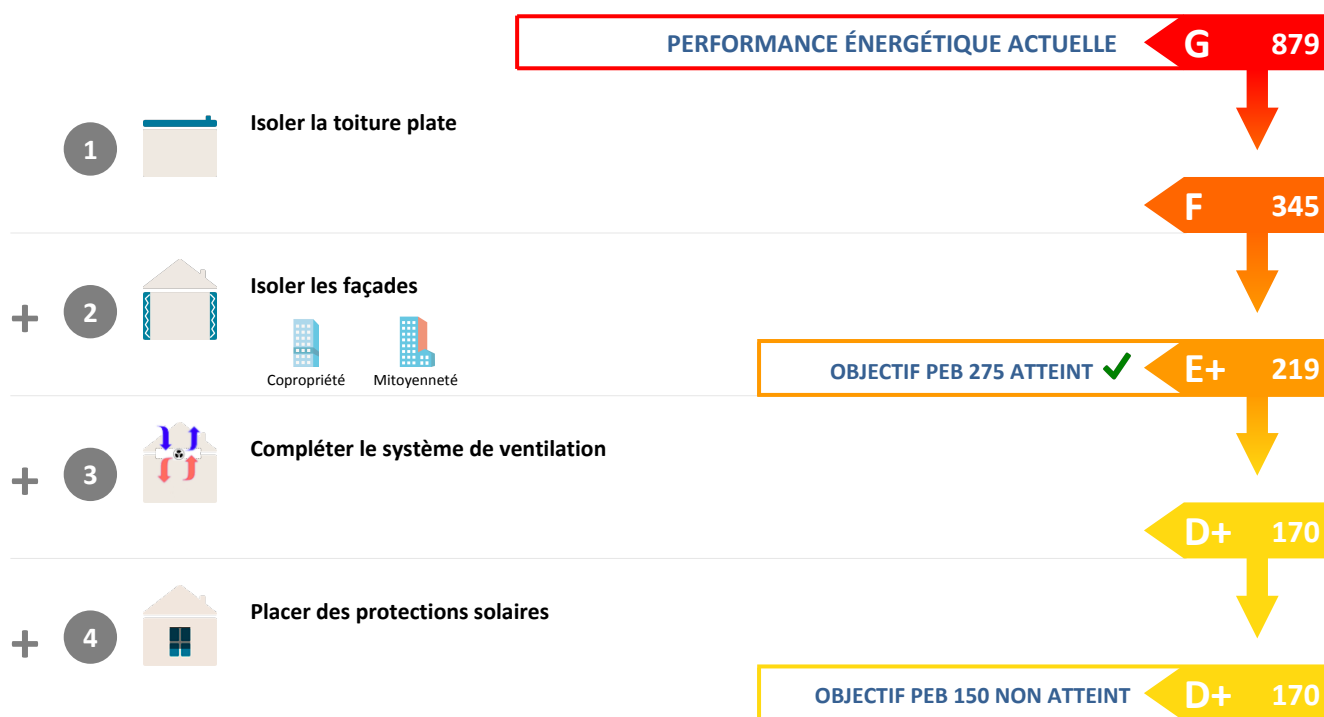 PERFORMANCE ÉNERGÉTIQUE ACTUELLE G 879
1 Isoler la toiture plate
F 345
+ 2 Isoler les façades
Copropriété Mitoyenneté
OBJECTIF PEB 275 ATTEINT ✓ E+ 219
+ 3 Compléter le système de ventilation
D+ 170
+ 4 Placer des protections solaires
OBJECTIF PEB 150 NON ATTEINT D+ 170